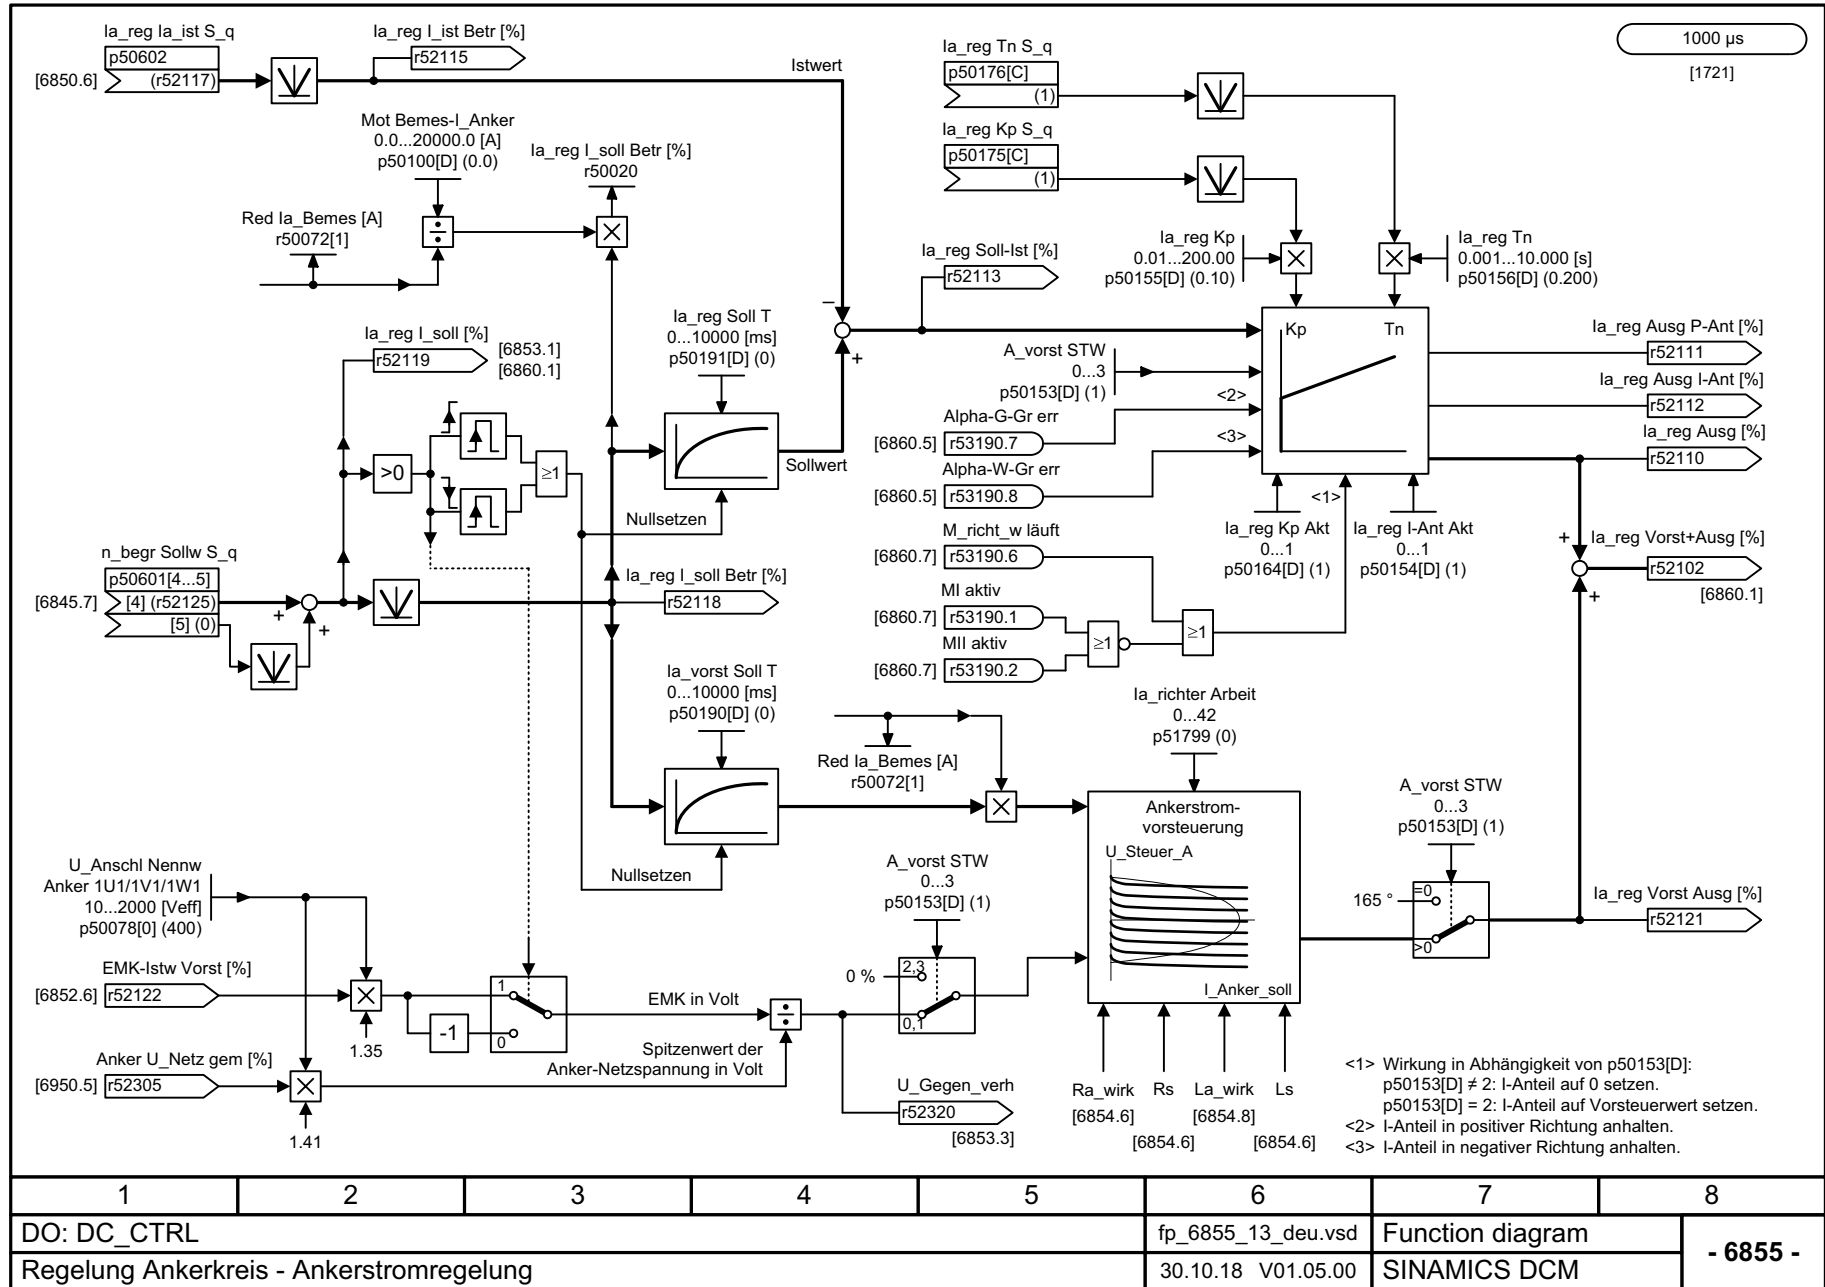 Ia_reg Ia_ist S_q
p50602
[6850.6]
(r52117)
Ia_reg I_ist Betr [%]
r52115
Istwert
Ia_reg Tn S_q
p50176[C]
(1)
Ia_reg Kp S_q
p50175[C]
(1)
1000 µs
[1721]
Mot Bemes-I_Anker
0.0...20000.0 [A]
p50100[D] (0.0)
Ia_reg I_soll Betr [%]
r50020
Red Ia_Bemes [A]
r50072[1]
÷
×
Ia_reg Kp
0.01...200.00
p50155[D] (0.10)
×
×
Ia_reg Tn
0.001...10.000 [s]
p50156[D] (0.200)
Ia_reg Soll-Ist [%]
r52113
Ia_reg I_soll [%]
r52119
[6853.1]
[6860.1]
Ia_reg Soll T
0...10000 [ms]
p50191[D] (0)
–
+
Kp
Tn
A_vorst STW
0...3
p50153[D] (1)
<2>
Alpha-G-Gr err
[6860.5]
r53190.7
<3>
Alpha-W-Gr err
[6860.5]
r53190.8
Ia_reg Ausg P-Ant [%]
r52111
Ia_reg Ausg I-Ant [%]
r52112
Ia_reg Ausg [%]
r52110
>0
≥1
Sollwert
Nullsetzen
<1>
Ia_reg Kp Akt
0...1
p50164[D] (1)
Ia_reg I-Ant Akt
0...1
p50154[D] (1)
M_richt_w läuft
[6860.7]
r53190.6
MI aktiv
[6860.7]
r53190.1
MII aktiv
[6860.7]
r53190.2
≥1
≥1
+
+
Ia_reg Vorst+Ausg [%]
r52102
[6860.1]
n_begr Sollw S_q
p50601[4...5]
[6845.7]
[4] (r52125)
[5] (0)
+
+
Ia_reg I_soll Betr [%]
r52118
Ia_vorst Soll T
0...10000 [ms]
p50190[D] (0)
Nullsetzen
Red Ia_Bemes [A]
r50072[1]
×
Ia_richter Arbeit
0...42
p51799 (0)
Ankerstrom-
vorsteuerung
U_Steuer_A
I_Anker_soll
A_vorst STW
0...3
p50153[D] (1)
165 °
=0
>0
Ia_reg Vorst Ausg [%]
r52121
U_Anschl Nennw
Anker 1U1/1V1/1W1
10...2000 [Veff]
p50078[0] (400)
EMK-Istw Vorst [%]
[6852.6]
r52122
×
1.35
-1
1
0
EMK in Volt
÷
A_vorst STW
0...3
p50153[D] (1)
0 %
2,3
0,1
Anker U_Netz gem [%]
[6950.5]
r52305
×
1.41
Spitzenwert der
Anker-Netzspannung in Volt
U_Gegen_verh
r52320
[6853.3]
Ra_wirk
[6854.6]
Rs
[6854.6]
La_wirk
[6854.8]
Ls
[6854.6]
<1> Wirkung in Abhängigkeit von p50153[D]:
p50153[D] ≠ 2: I-Anteil auf 0 setzen.
p50153[D] = 2: I-Anteil auf Vorsteuerwert setzen.
<2> I-Anteil in positiver Richtung anhalten.
<3> I-Anteil in negativer Richtung anhalten.
1 2 3 4 5 6 7 8
DO: DC_CTRL
fp_6855_13_deu.vsd
Function diagram
- 6855 -
Regelung Ankerkreis - Ankerstromregelung
30.10.18 V01.05.00
SINAMICS DCM